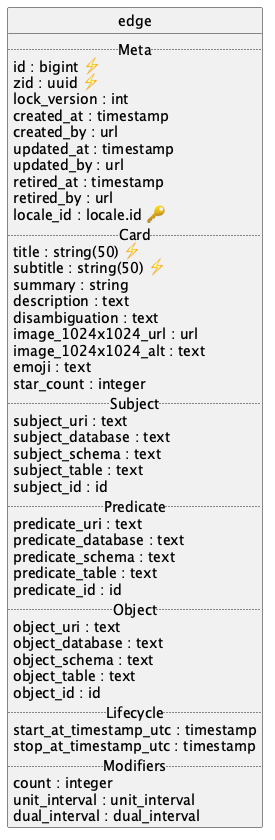 edge
Meta
id : bigint ⚡
zid : uuid ⚡
lock_version : int
created_at : timestamp
created_by : url
updated_at : timestamp
updated_by : url
retired_at : timestamp
retired_by : url
locale_id : locale.id 🔑
Card
title : string(50) ⚡
subtitle : string(50) ⚡
summary : string
description : text
disambiguation : text
image_1024x1024_url : url
image_1024x1024_alt : text
emoji : text
star_count : integer
Subject
subject_uri : text
subject_database : text
subject_schema : text
subject_table : text
subject_id : id
Predicate
predicate_uri : text
predicate_database : text
predicate_schema : text
predicate_table : text
predicate_id : id
Object
object_uri : text
object_database : text
object_schema : text
object_table : text
object_id : id
Lifecycle
start_at_timestamp_utc : timestamp
stop_at_timestamp_utc : timestamp
Modifiers
count : integer
unit_interval : unit_interval
dual_interval : dual_interval